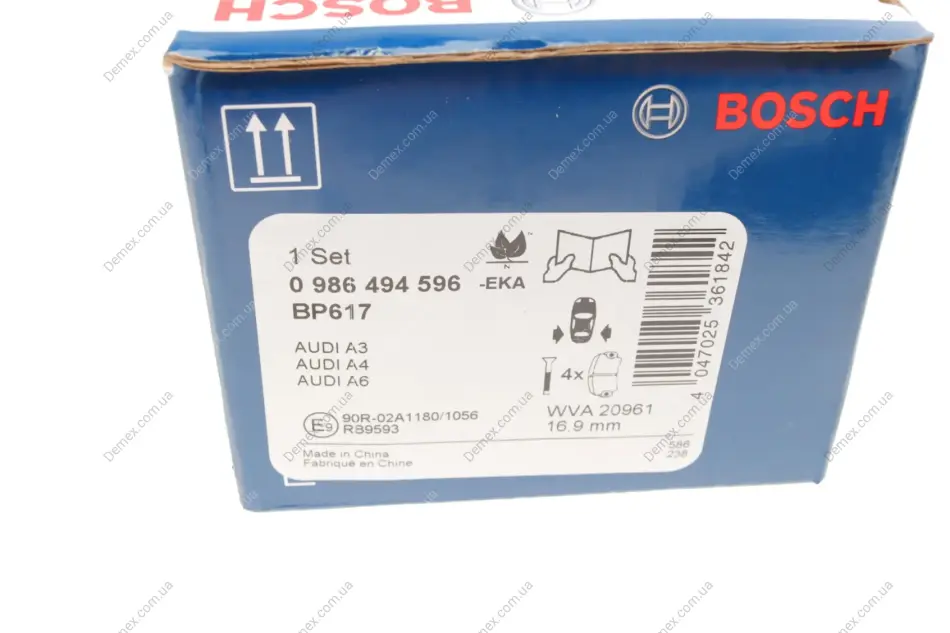 BOSCH
BOSCH
1 Set
0 986 494 596 -EKA
BP617
AUDI A3
AUDI A4
AUDI A6
E9 90R-02A1180/1056
RB9593
4x
WVA 20961
16.9 mm
4 047025 361842
Made in China
Fabriqué en Chine
586
238
Demex.com.ua